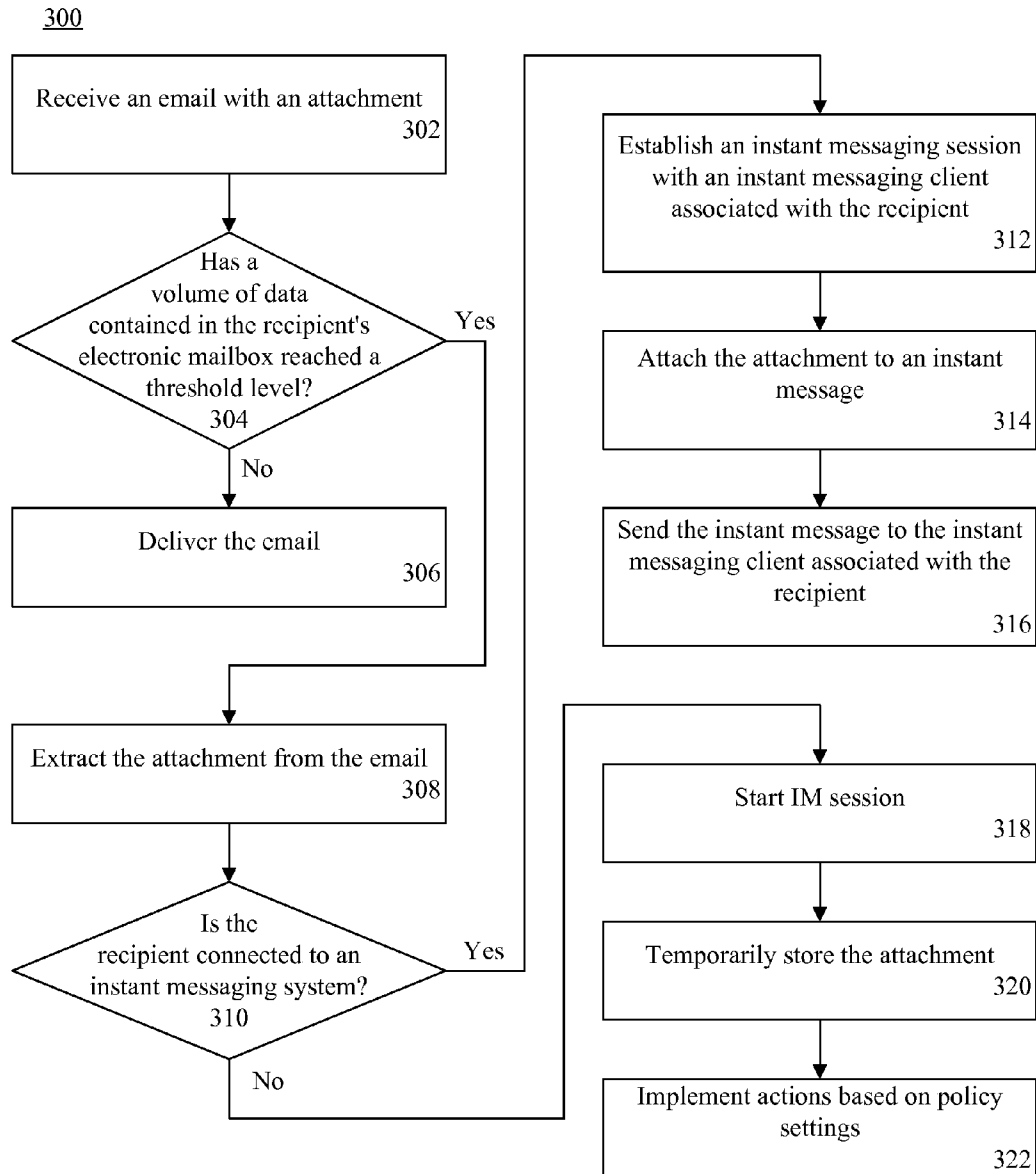 300
Receive an email with an attachment
302
Has a
volume of data
contained in the recipient's
electronic mailbox reached a
threshold level?
304
Yes
No
Deliver the email
306
Extract the attachment from the email
308
Is the
recipient connected to an
instant messaging system?
310
Yes
No
Establish an instant messaging session
with an instant messaging client
associated with the recipient
312
Attach the attachment to an instant
message
314
Send the instant message to the instant
messaging client associated with the
recipient
316
Start IM session
318
Temporarily store the attachment
320
Implement actions based on policy
settings
322